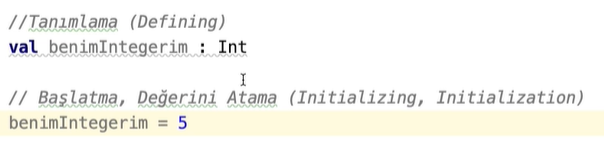 //Tanımlama (Defining)
val benimIntegerim : Int
// Başlatma, Değerini Atama (Initializing, Initialization)
benimIntegerim = 5